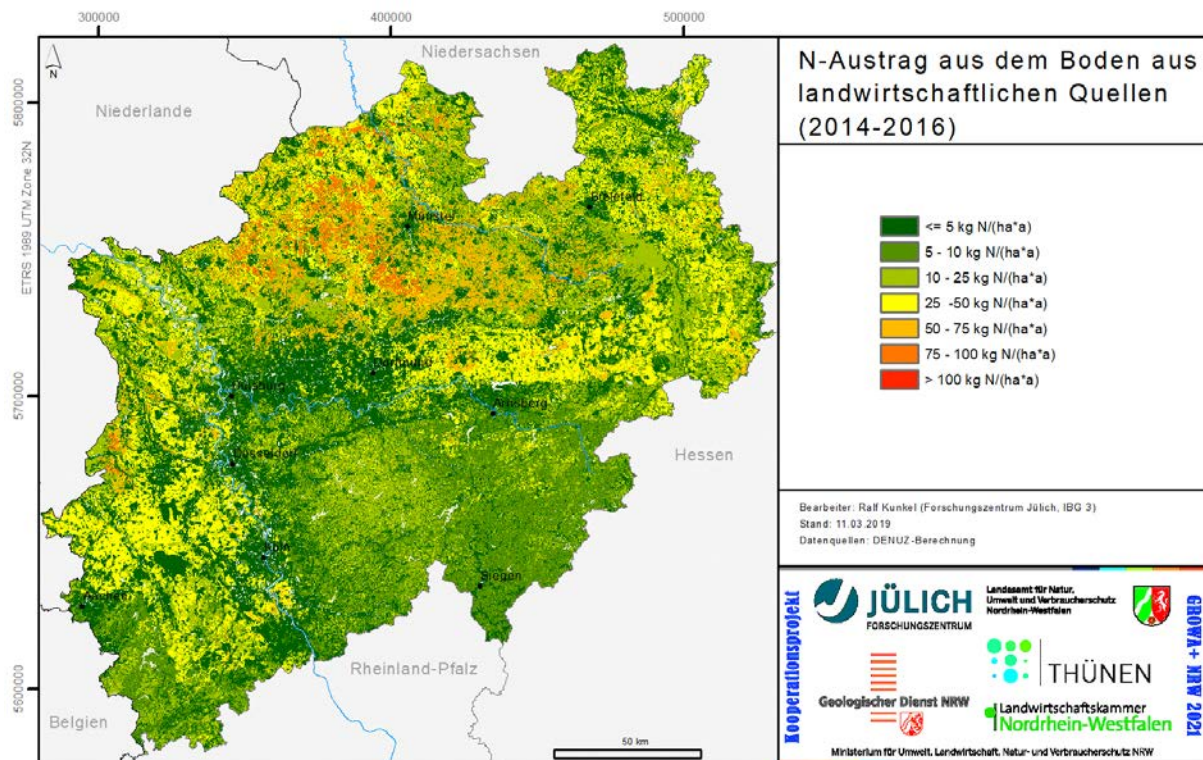 300000
400000
500000
5800000
5700000
5600000
ETRS 1989 UTM Zone 32N
N
Niedersachsen
Niederlande
Münster
Bielefeld
Duisburg
Dortmund
Arnsberg
Düsseldorf
Hessen
Köln
Aachen
Siegen
Rheinland-Pfalz
Belgien
50 km
N-Austrag aus dem Boden aus
landwirtschaftlichen Quellen
(2014-2016)
<= 5 kg N/(ha*a)
5 - 10 kg N/(ha*a)
10 - 25 kg N/(ha*a)
25 -50 kg N/(ha*a)
50 - 75 kg N/(ha*a)
75 - 100 kg N/(ha*a)
> 100 kg N/(ha*a)
Bearbeiter: Ralf Kunkel (Forschungszentrum Jülich, IBG 3)
Stand: 11.03.2019
Datenquellen: DENUZ-Berechnung
Kooperationsprojekt
JÜLICH
FORSCHUNGSZENTRUM
Landesamt für Natur,
Umwelt und Verbraucherschutz
Nordrhein-Westfalen
Geologischer Dienst NRW
THÜNEN
Landwirtschaftskammer
Nordrhein-Westfalen
GROWA+ NRW 2021
Ministerium für Umwelt, Landwirtschaft, Natur- und Verbraucherschutz NRW